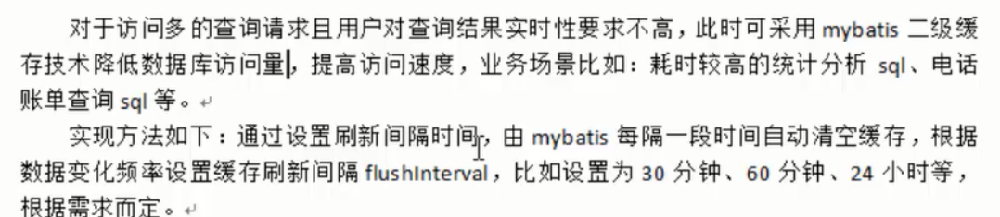 对于访问多的查询请求且用户对查询结果实时性要求不高，此时可采用 mybatis 二级缓
存技术降低数据库访问量，提高访问速度，业务场景比如：耗时较高的统计分析 sql、电话
账单查询 sql 等。
实现方法如下：通过设置刷新间隔时间，由 mybatis 每隔一段时间自动清空缓存，根据
数据变化频率设置缓存刷新间隔 flushInterval，比如设置为 30 分钟、60 分钟、24 小时等，
根据需求而定。